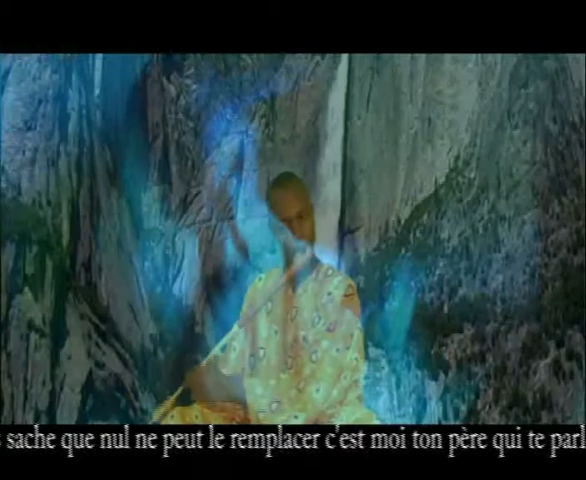 sache que nul ne peut le remplacer c'est moi ton père qui te parl